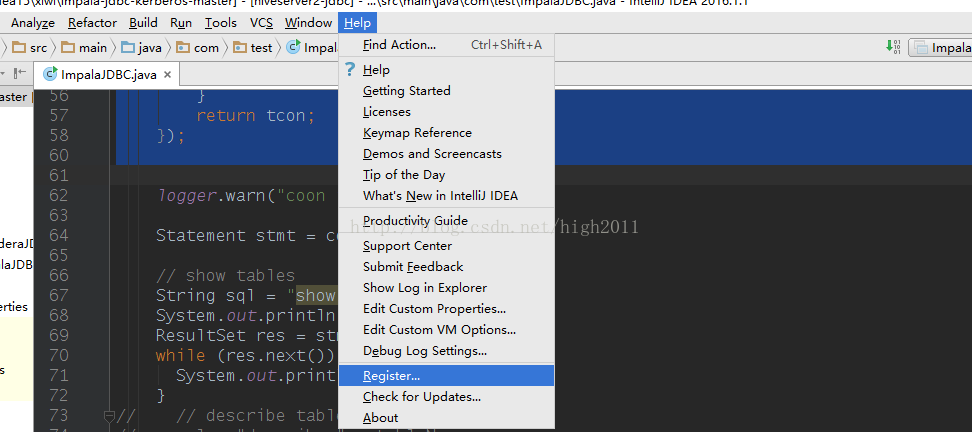 dea15\xiwi\impala-jdbc-kerberos-master] - [hiveserver2-jdbc] - ...\src\main\java\com\test\ImpalaJDBC.java - IntelliJ IDEA 2016.1.1
Analyze Refactor Build Run Tools VCS Window Help
src main java com test Impal
Impala
ImpalaJDBC.java
aster
56 }
57 return tcon;
58 });
60
61
62 logger.warn("coon
63
64 Statement stmt = co
65
66 // show tables
67 String sql = "show
68 System.out.println
69 ResultSet res = stm
70 while (res.next())
71 System.out.print
72 }
73 // // describe tabl
deraJD
alaJDB
erties
s
Find Action... Ctrl+Shift+A
Help
Getting Started
Licenses
Keymap Reference
Demos and Screencasts
Tip of the Day
What's New in IntelliJ IDEA
Productivity Guide
http://blog.csdn.net/high2011
Support Center
Submit Feedback
Show Log in Explorer
Edit Custom Properties...
Edit Custom VM Options...
Debug Log Settings...
Register...
Check for Updates...
About